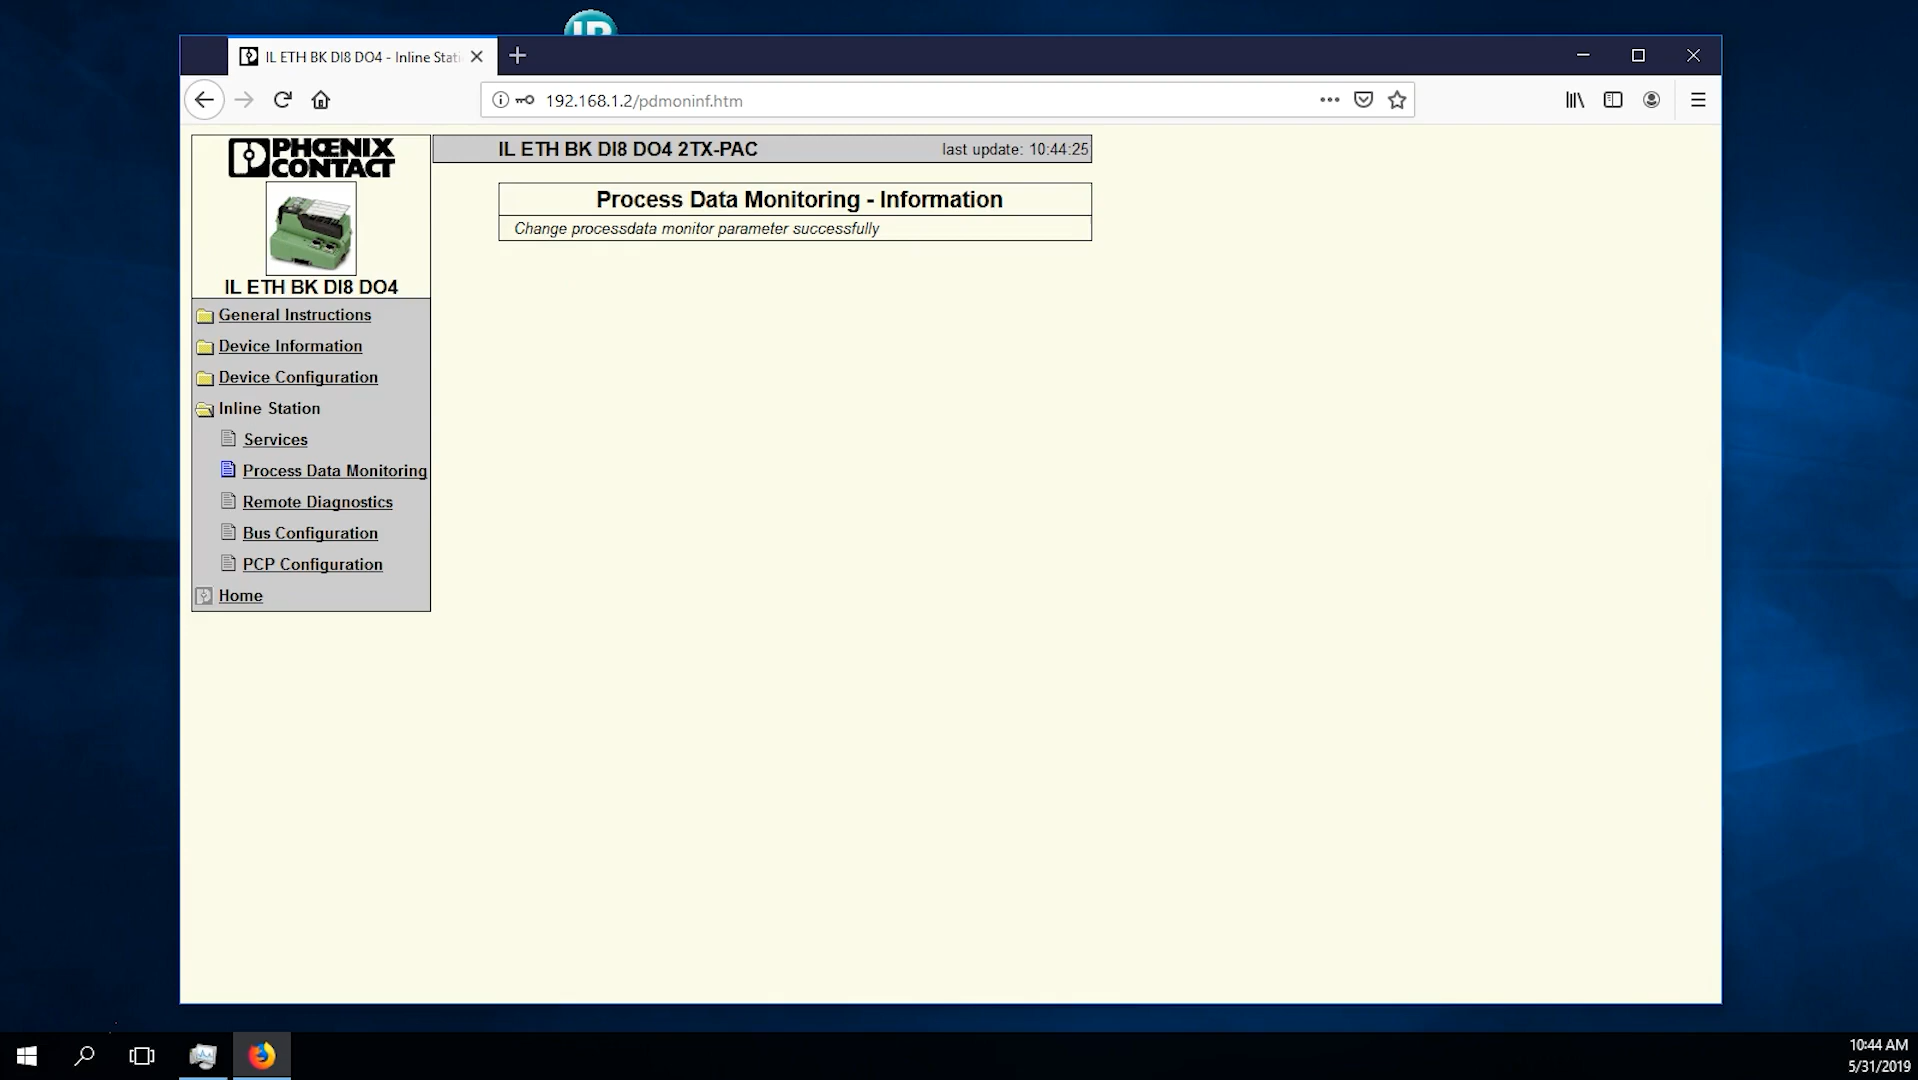 IL ETH BK DI8 DO4 - Inline Stati
192.168.1.2/pdmoninf.htm
PHŒNIX
CONTACT
IL ETH BK DI8 DO4
General Instructions
Device Information
Device Configuration
Inline Station
Services
Process Data Monitoring
Remote Diagnostics
Bus Configuration
PCP Configuration
Home
IL ETH BK DI8 DO4 2TX-PAC
last update: 10:44:25
Process Data Monitoring - Information
Change processdata monitor parameter successfully
10:44 AM
5/31/2019